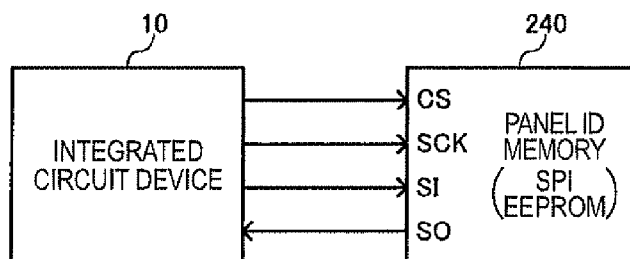 10
240
INTEGRATED
CIRCUIT DEVICE
CS
SCK
SI
SO
PANEL ID
MEMORY
( SPI
EEPROM )